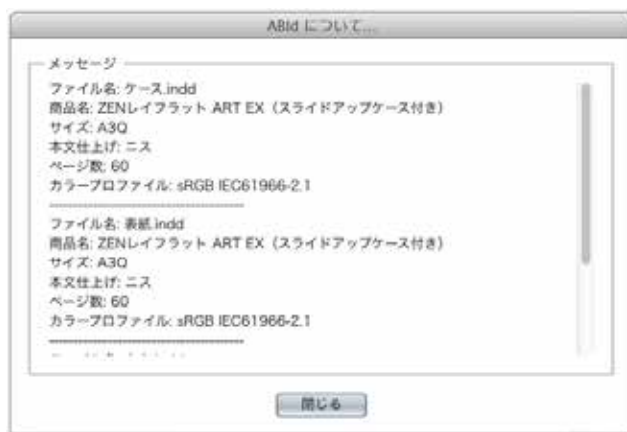 ABId について...
メッセージ
ファイル名: ケース.indd
商品名: ZENレイフラット ART EX（スライドアップケース付き）
サイズ: A3Q
本文仕上げ: ニス
ページ数: 60
カラープロファイル: sRGB IEC61966-2.1
----------------------------------------
ファイル名: 表紙.indd
商品名: ZENレイフラット ART EX（スライドアップケース付き）
サイズ: A3Q
本文仕上げ: ニス
ページ数: 60
カラープロファイル: sRGB IEC61966-2.1
----------------------------------------
閉じる